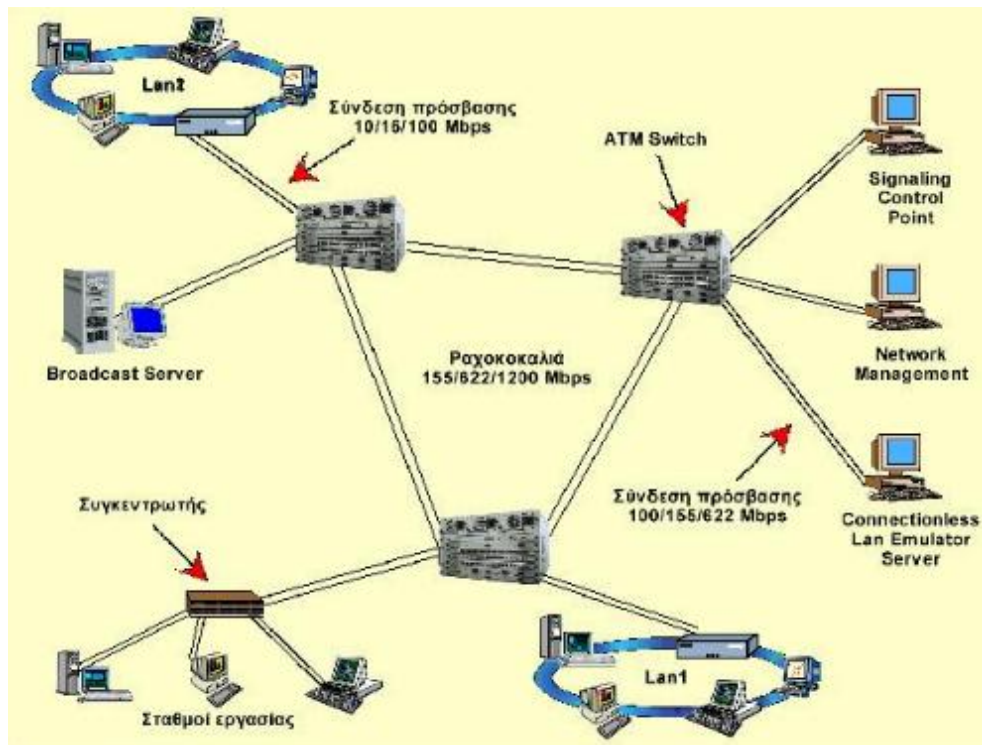 Lan2
Σύνδεση πρόσβασης
10/16/100 Mbps
ATM Switch
Signaling
Control
Point
Broadcast Server
Ραχοκοκαλιά
155/622/1200 Mbps
Network
Management
Συγκεντρωτής
Σύνδεση πρόσβασης
100/155/622 Mbps
Connectionless
Lan Emulator
Server
Lan1
Σταθμοί εργασίας